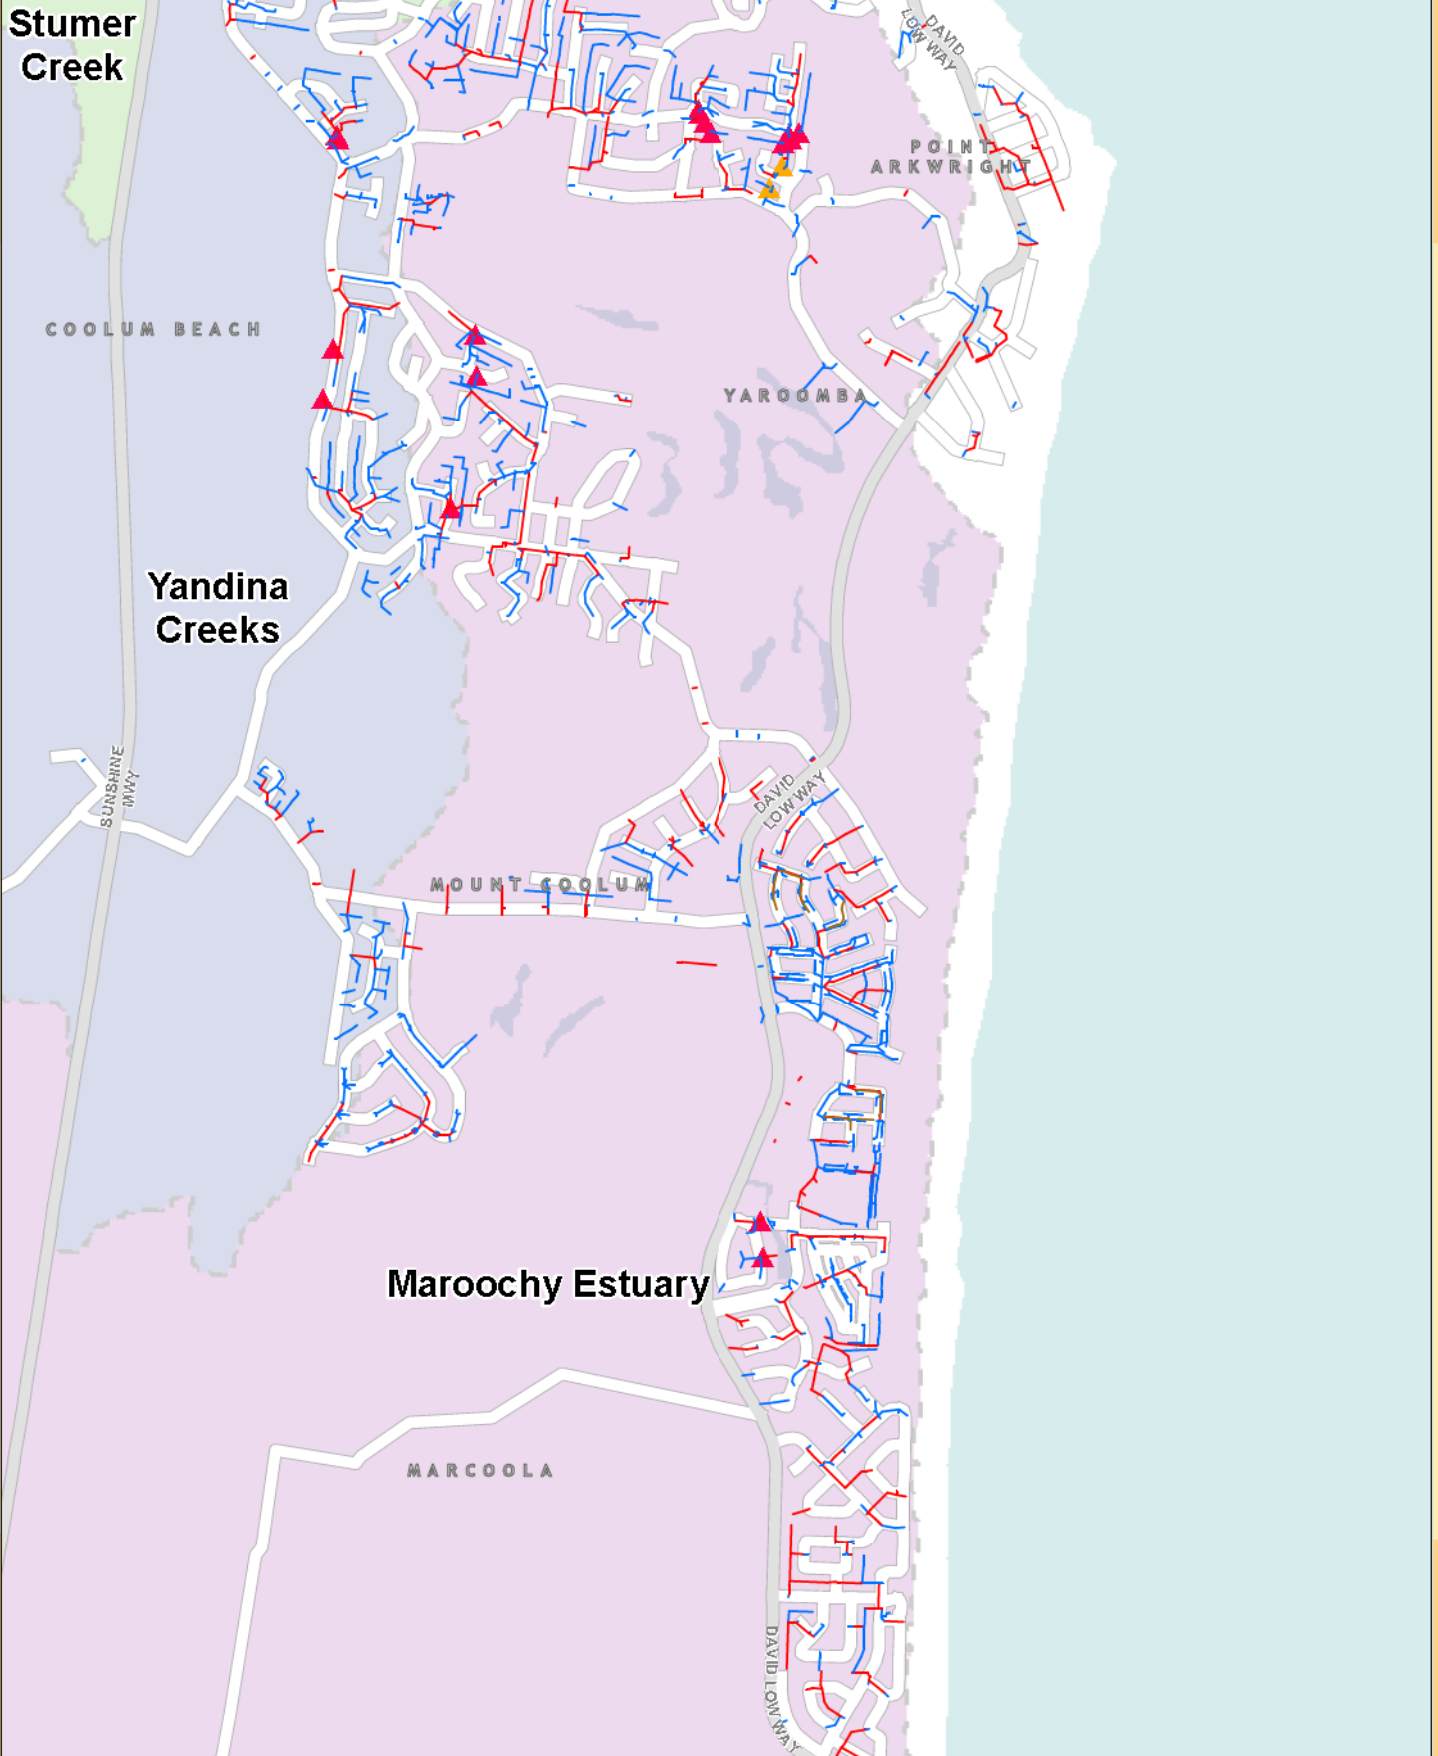 Stumer
Creek
DAVID
LOW WAY
POINT
ARKWRIGHT
COOLUM BEACH
YAROOMBA
Yandina
Creeks
SUNSHINE
MWY
DAVID
LOW WAY
MOUNT COOLUM
Maroochy Estuary
MARCOOLA
DAVID LOW WAY